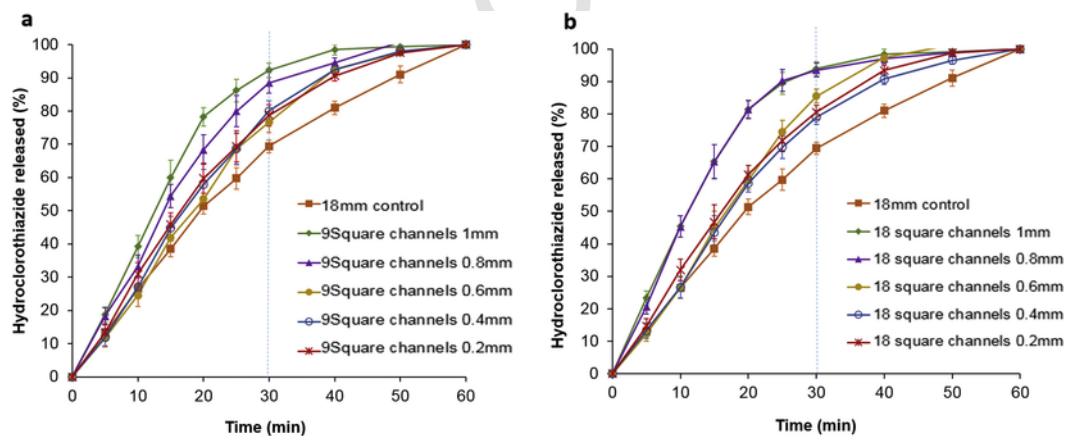 a
Hydroclorothiazide released (%)
100
90
80
70
60
50
40
30
20
10
0
0 10 20 30 40 50 60
Time (min)
18mm control
9Square channels 1mm
9Square channels 0.8mm
9Square channels 0.6mm
9Square channels 0.4mm
9Square channels 0.2mm
b
Hydroclorothiazide released (%)
100
90
80
70
60
50
40
30
20
10
0
0 10 20 30 40 50 60
Time (min)
18mm control
18 square channels 1mm
18 square channels 0.8mm
18 square channels 0.6mm
18 square channels 0.4mm
18 square channels 0.2mm